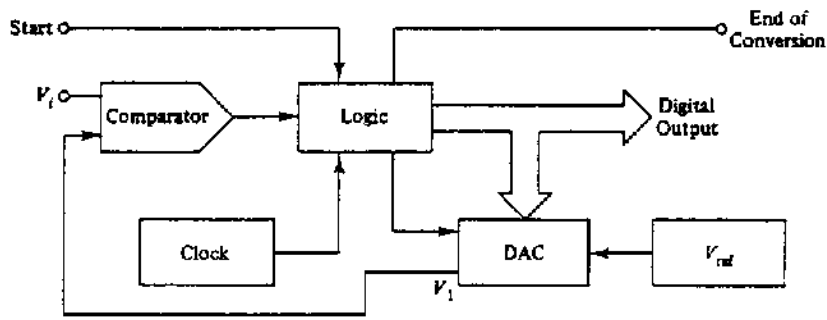 Start
End of
Conversion
V_i
Comparator
Logic
Digital
Output
Clock
DAC
V_ref
V_1